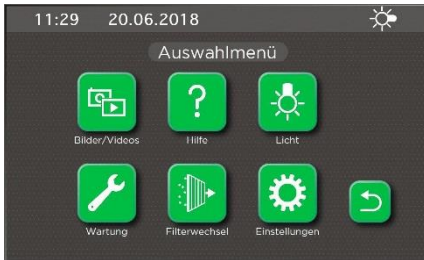 11:29 20.06.2018
Auswahlmenü
Bilder/Videos Hilfe Licht
Wartung Filterwechsel Einstellungen